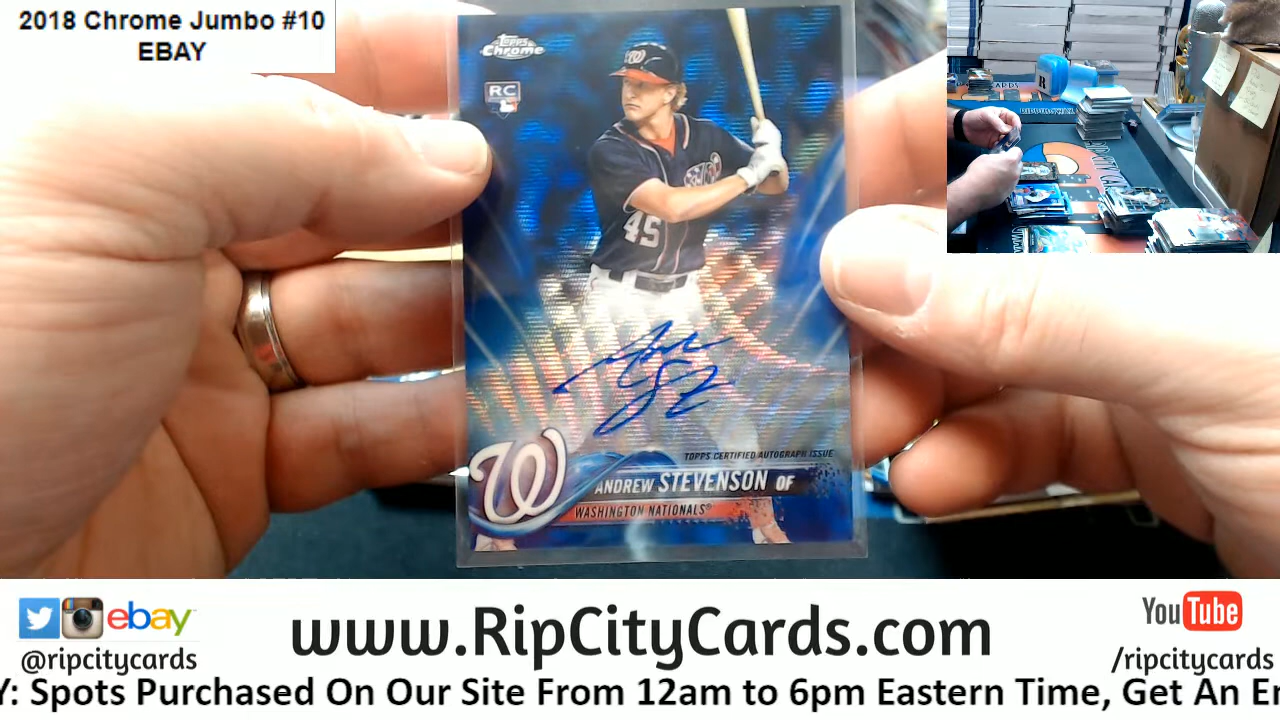 2018 Chrome Jumbo #10
EBAY
Topps
Chrome
RC
W
45
TOPPS CERTIFIED AUTOGRAPH ISSUE
W
ANDREW STEVENSON OF
WASHINGTON NATIONALS®
R
ebay
@ripcitycards
www.RipCityCards.com
YouTube
/ripcitycards
Y: Spots Purchased On Our Site From 12am to 6pm Eastern Time, Get An En